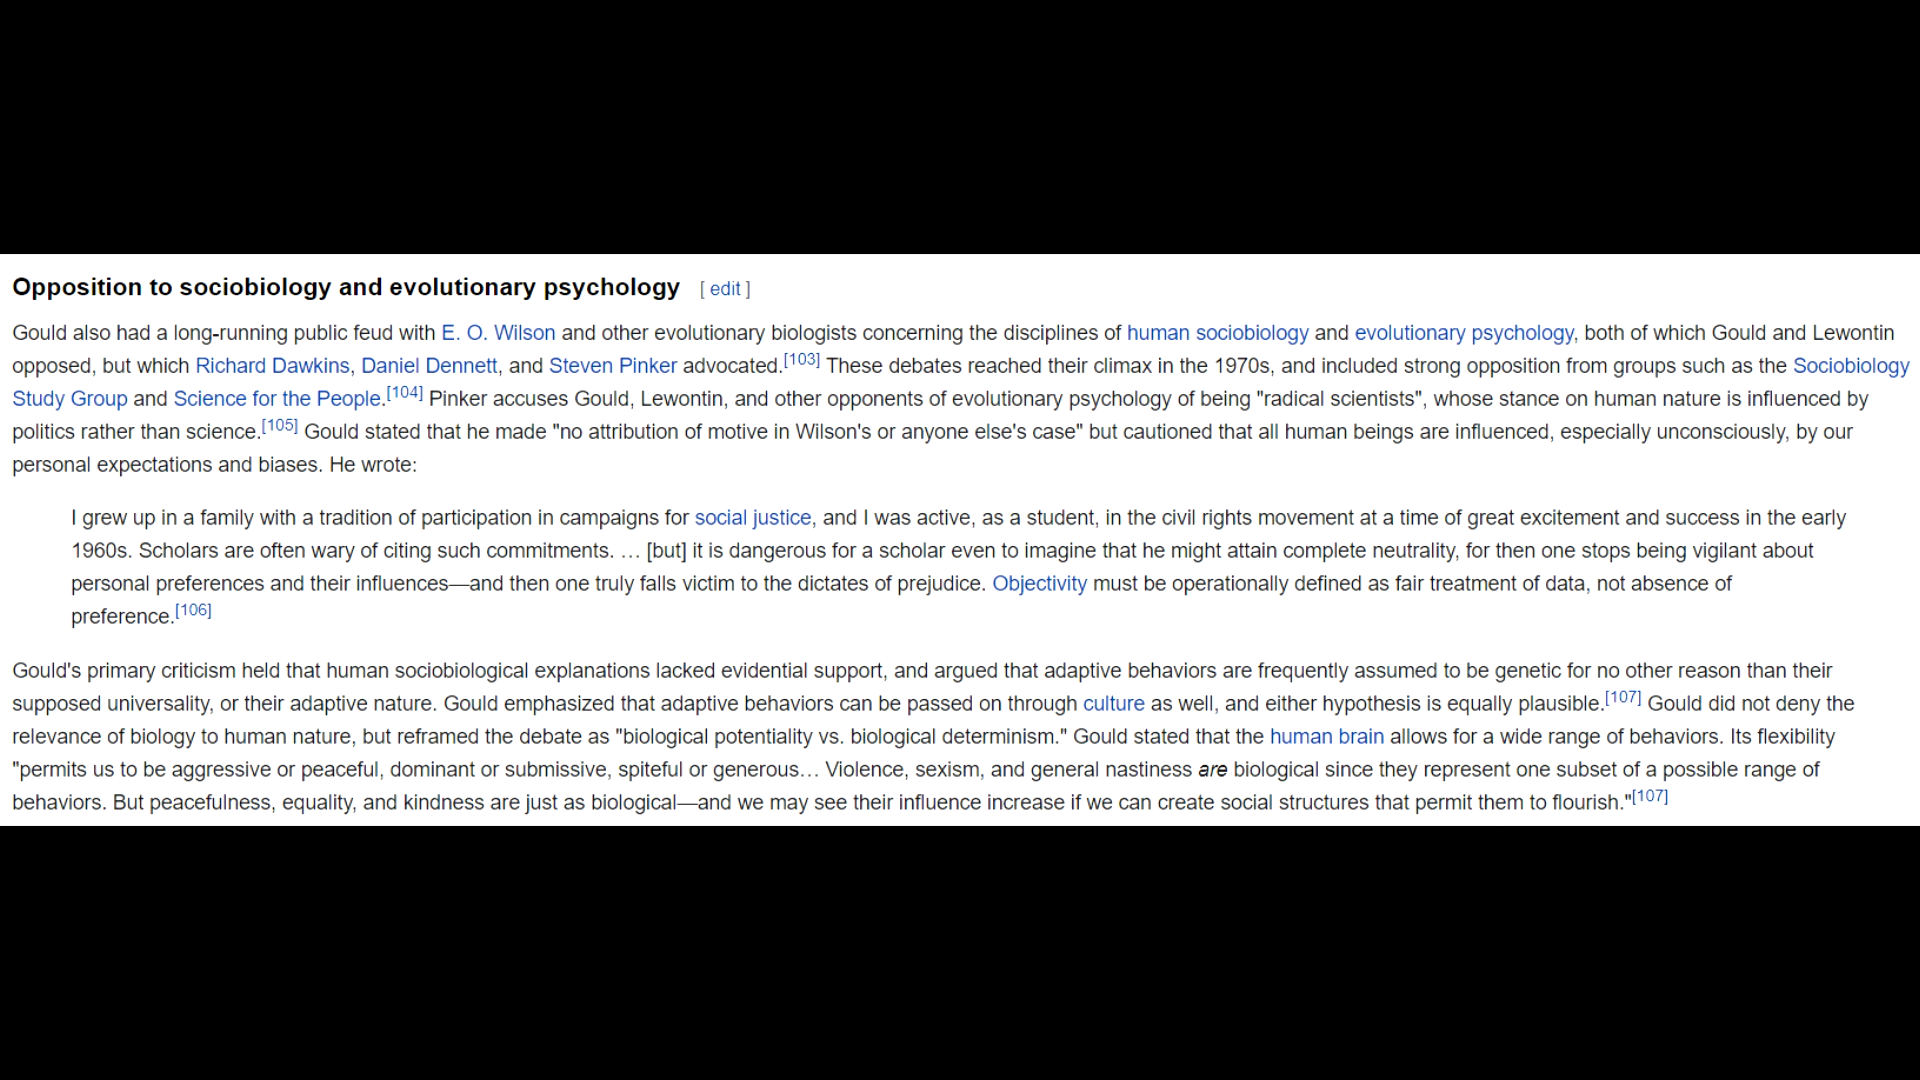 Opposition to sociobiology and evolutionary psychology [ edit ]
Gould also had a long-running public feud with E. O. Wilson and other evolutionary biologists concerning the disciplines of human sociobiology and evolutionary psychology, both of which Gould and Lewontin
opposed, but which Richard Dawkins, Daniel Dennett, and Steven Pinker advocated.[103] These debates reached their climax in the 1970s, and included strong opposition from groups such as the Sociobiology
Study Group and Science for the People.[104] Pinker accuses Gould, Lewontin, and other opponents of evolutionary psychology of being "radical scientists", whose stance on human nature is influenced by
politics rather than science.[105] Gould stated that he made "no attribution of motive in Wilson's or anyone else's case" but cautioned that all human beings are influenced, especially unconsciously, by our
personal expectations and biases. He wrote:
I grew up in a family with a tradition of participation in campaigns for social justice, and I was active, as a student, in the civil rights movement at a time of great excitement and success in the early
1960s. Scholars are often wary of citing such commitments. … [but] it is dangerous for a scholar even to imagine that he might attain complete neutrality, for then one stops being vigilant about
personal preferences and their influences—and then one truly falls victim to the dictates of prejudice. Objectivity must be operationally defined as fair treatment of data, not absence of
preference.[106]
Gould's primary criticism held that human sociobiological explanations lacked evidential support, and argued that adaptive behaviors are frequently assumed to be genetic for no other reason than their
supposed universality, or their adaptive nature. Gould emphasized that adaptive behaviors can be passed on through culture as well, and either hypothesis is equally plausible.[107] Gould did not deny the
relevance of biology to human nature, but reframed the debate as "biological potentiality vs. biological determinism." Gould stated that the human brain allows for a wide range of behaviors. Its flexibility
"permits us to be aggressive or peaceful, dominant or submissive, spiteful or generous… Violence, sexism, and general nastiness are biological since they represent one subset of a possible range of
behaviors. But peacefulness, equality, and kindness are just as biological—and we may see their influence increase if we can create social structures that permit them to flourish."[107]